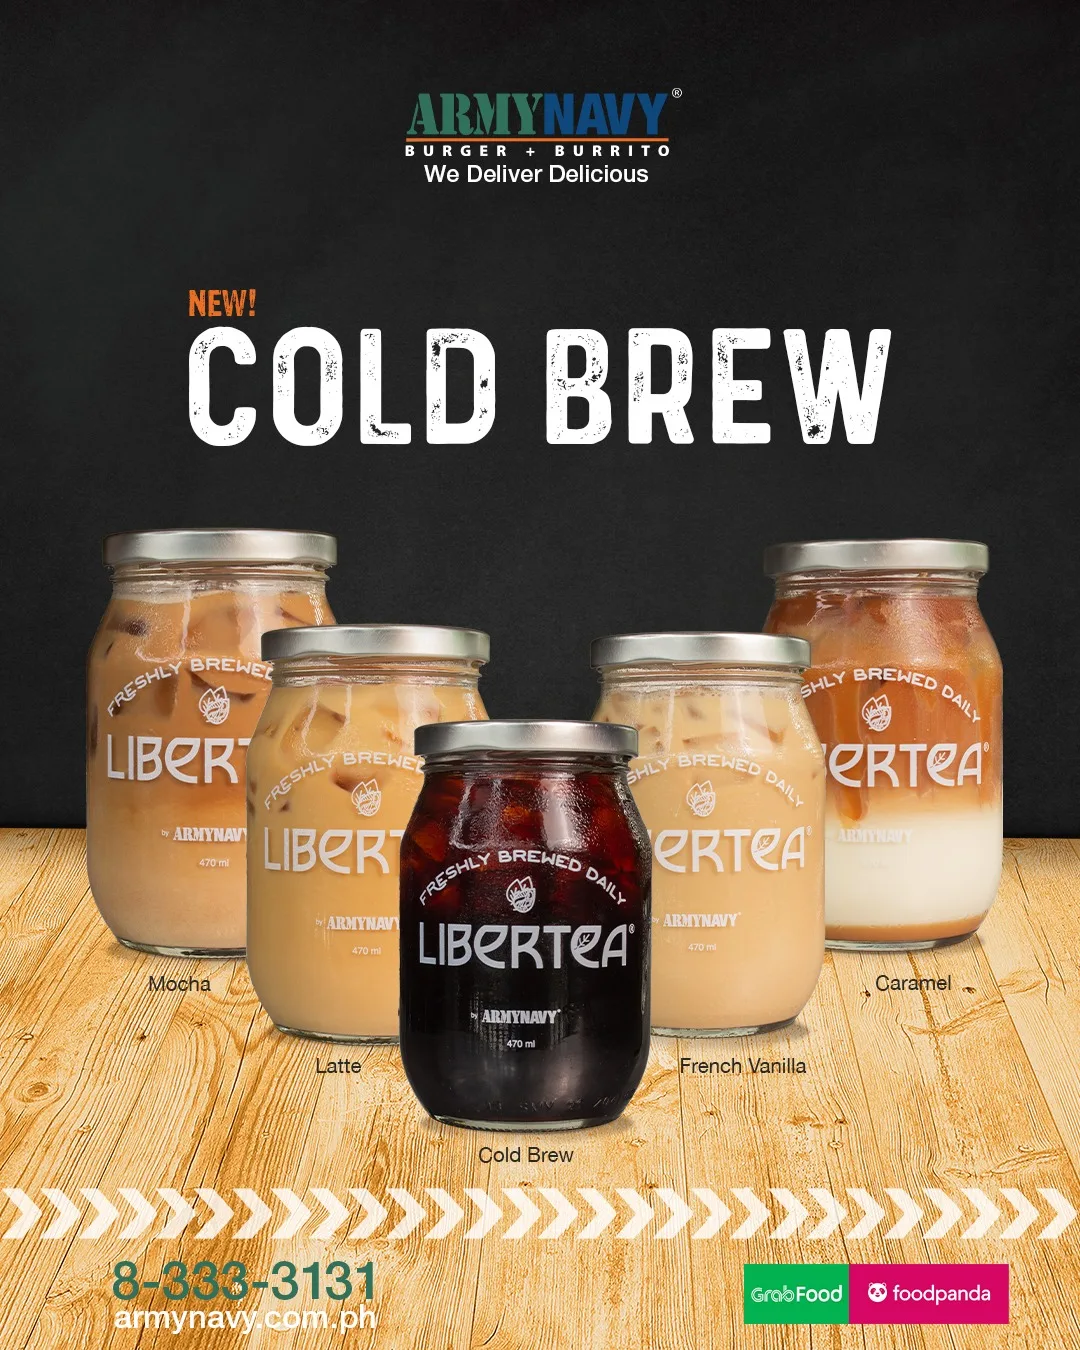 ARMYNAVY®
BURGER + BURRITO
We Deliver Delicious
NEW!
COLD BREW
FRESHLY BREWED
LIBERT
by ARMYNAVY
470 ml
Mocha
FRESHLY BREWED
LIBERT
by ARMYNAVY
470 ml
Latte
FRESHLY BREWED DAILY
LIBERTEA®
by ARMYNAVY
470 ml
Cold Brew
SHLY BREWED DAILY
ERTEA®
by ARMYNAVY
470 ml
French Vanilla
SHLY BREWED DAILY
ERTEA®
ARMYNAVY
Caramel
8-333-3131
armynavy.com.ph
GrabFood
foodpanda